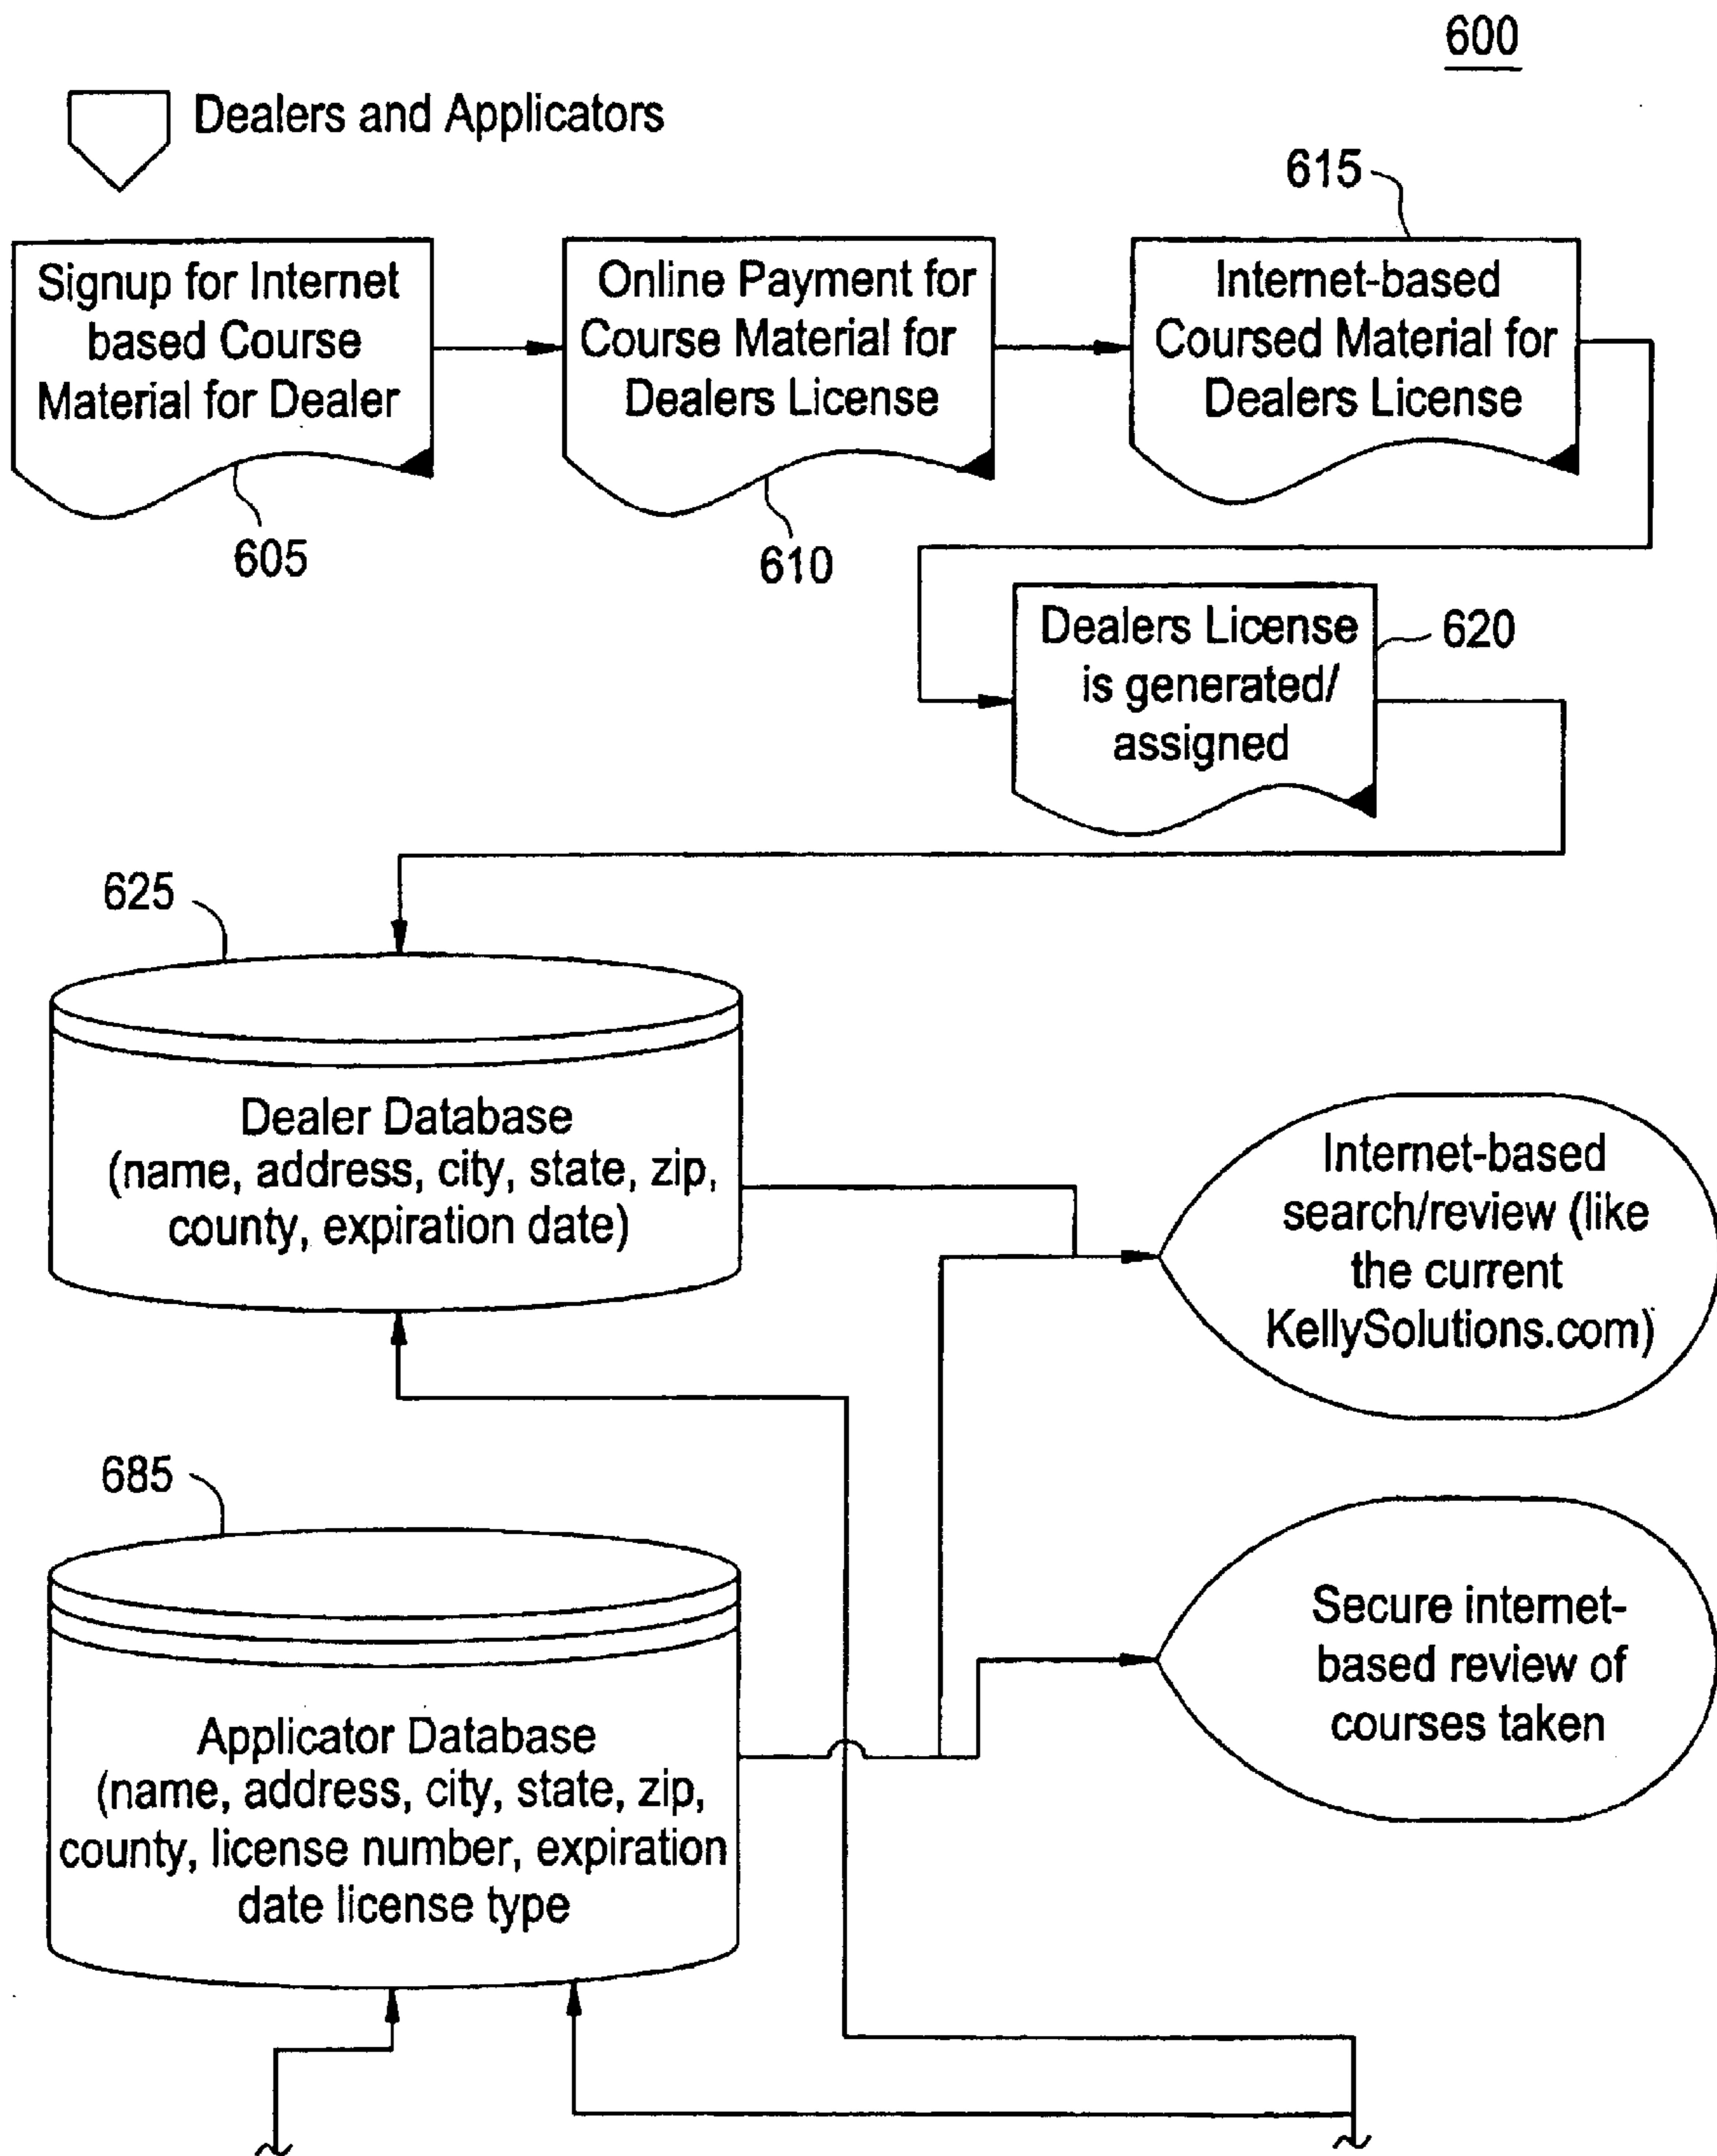 600
Dealers and Applicators
615
Signup for Internet
based Course
Material for Dealer
Online Payment for
Course Material for
Dealers License
Internet-based
Coursed Material for
Dealers License
605
610
Dealers License
is generated/
assigned
620
625
Dealer Database
(name, address, city, state, zip,
county, expiration date)
Internet-based
search/review (like
the current
KellySolutions.com)
685
Applicator Database
(name, address, city, state, zip,
county, license number, expiration
date license type
Secure internet-
based review of
courses taken